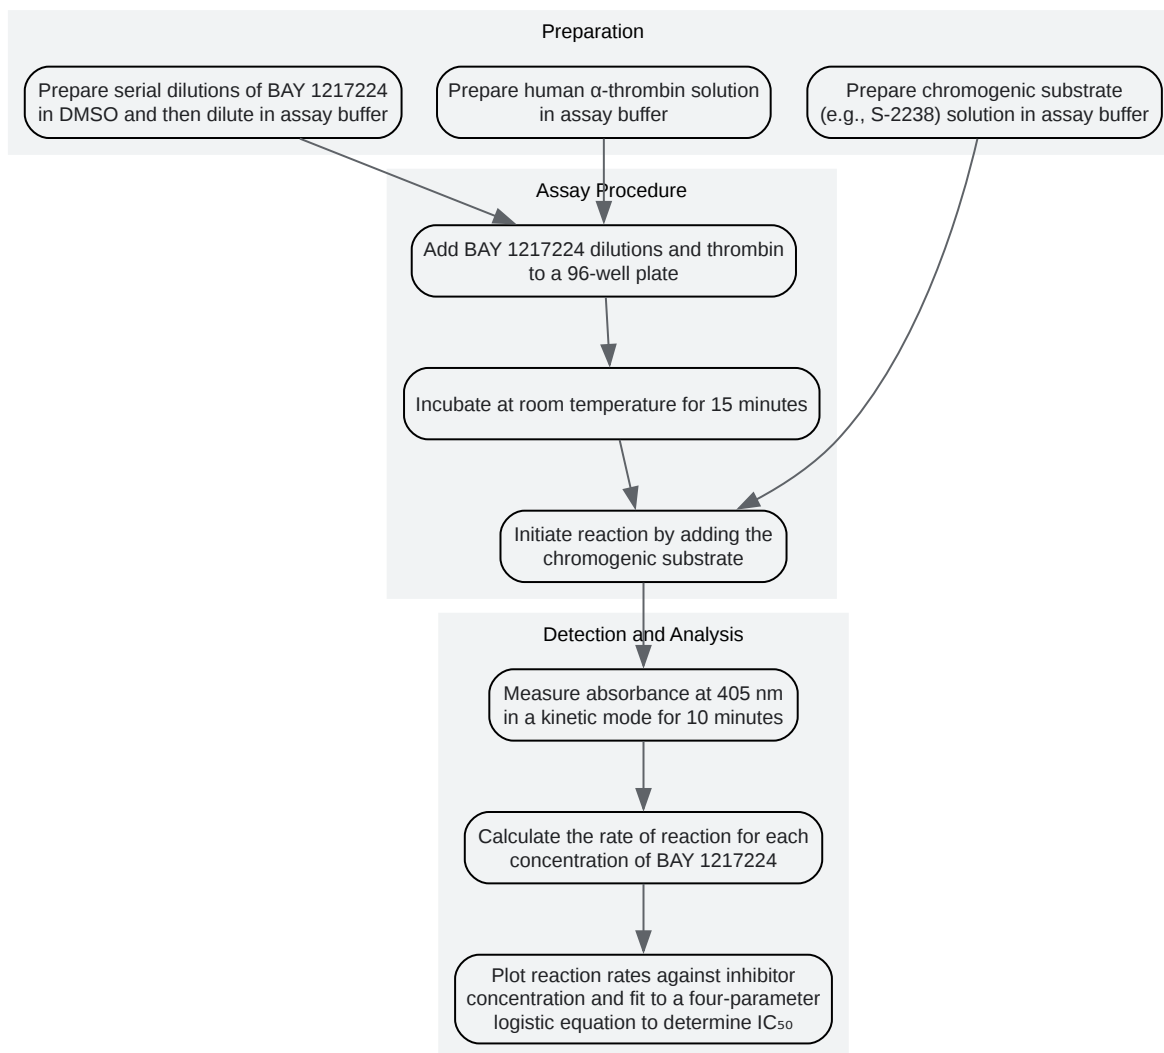 Preparation
Prepare serial dilutions of BAY 1217224
in DMSO and then dilute in assay buffer
Prepare human α-thrombin solution
in assay buffer
Prepare chromogenic substrate
(e.g., S-2238) solution in assay buffer
Assay Procedure
Add BAY 1217224 dilutions and thrombin
to a 96-well plate
Incubate at room temperature for 15 minutes
Initiate reaction by adding the
chromogenic substrate
Detection and Analysis
Measure absorbance at 405 nm
in a kinetic mode for 10 minutes
Calculate the rate of reaction for each
concentration of BAY 1217224
Plot reaction rates against inhibitor
concentration and fit to a four-parameter
logistic equation to determine IC₅₀